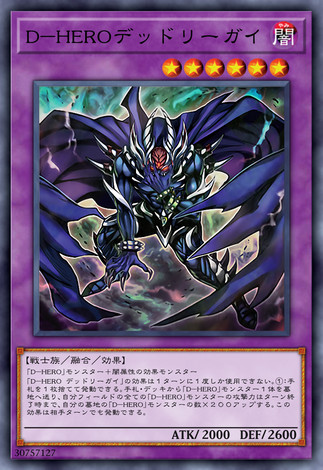 D-HEROデッドリーガイ
闇
やみ
【戦士族／融合／効果】
「D-HERO」モンスター＋闇属性の効果モンスター
「D-HERO デッドリーガイ」の効果は1ターンに1度しか使用できない。①：手
札を1枚捨てて発動できる。手札・デッキから「D-HERO」モンスター1体を墓
地へ送り、自分フィールドの全ての「D-HERO」モンスターの攻撃力はターン終
了時まで、自分の墓地の「D-HERO」モンスターの数×200アップする。この
効果は相手ターンでも発動できる。
ATK/ 2000 DEF/2600
30757127